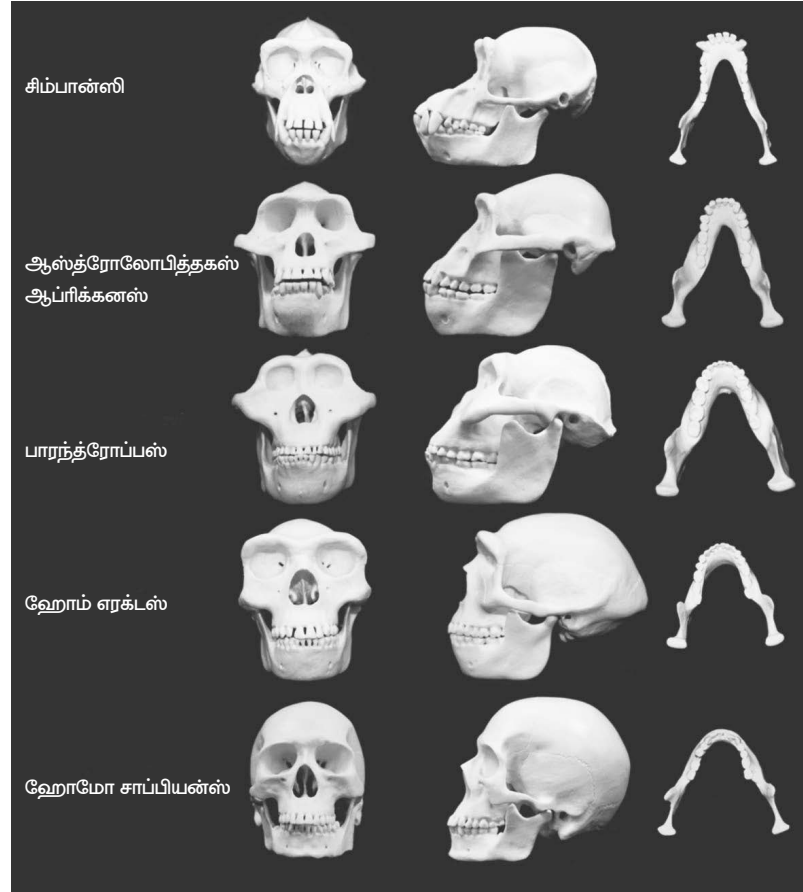 சிம்பான்ஸி
ஆஸ்த்ரோலோபித்தகஸ்
ஆப்ரிக்கனஸ்
பாரந்த்ரோப்பஸ்
ஹோம் எரக்டஸ்
ஹோமோ சாப்பியன்ஸ்